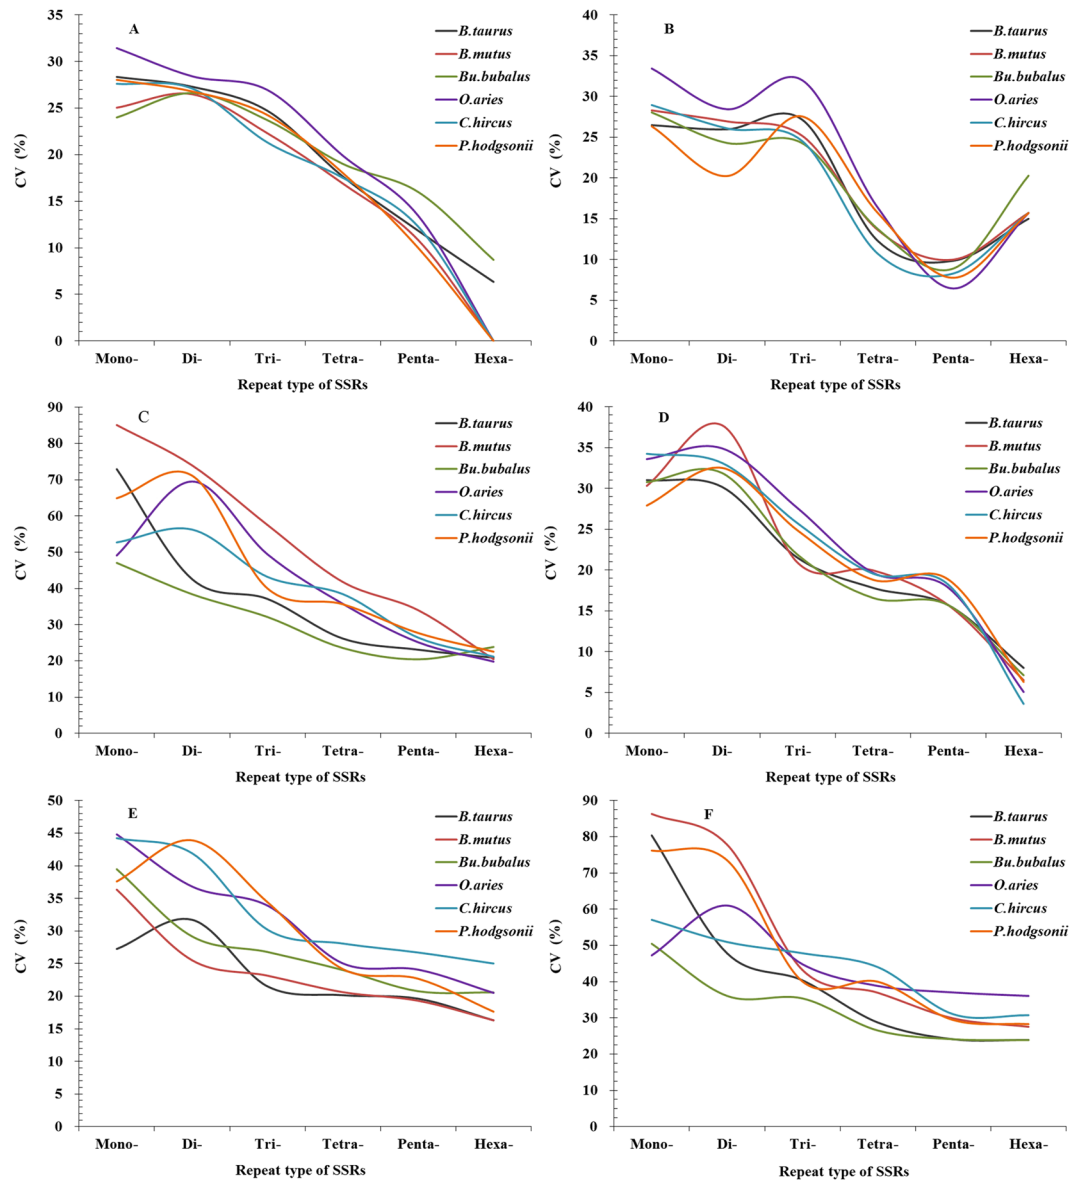 A
35
30
25
20
15
10
5
0
CV (%)
Mono- Di- Tri- Tetra- Penta- Hexa-
Repeat type of SSRs
B.taurus
B.mutus
Bu.bubalus
O.aries
C.hircus
P.hodgsonii
B
40
35
30
25
20
15
10
5
0
CV (%)
Mono- Di- Tri- Tetra- Penta- Hexa-
Repeat type of SSRs
B.taurus
B.mutus
Bu.bubalus
O.aries
C.hircus
P.hodgsonii
C
90
80
70
60
50
40
30
20
10
0
CV (%)
Mono- Di- Tri- Tetra- Penta- Hexa-
Repeat type of SSRs
B.taurus
B.mutus
Bu.bubalus
O.aries
C.hircus
P.hodgsonii
D
40
35
30
25
20
15
10
5
0
CV (%)
Mono- Di- Tri- Tetra- Penta- Hexa-
Repeat type of SSRs
B.taurus
B.mutus
Bu.bubalus
O.aries
C.hircus
P.hodgsonii
E
50
45
40
35
30
25
20
15
10
5
0
CV (%)
Mono- Di- Tri- Tetra- Penta- Hexa-
Repeat type of SSRs
B.taurus
B.mutus
Bu.bubalus
O.aries
C.hircus
P.hodgsonii
F
90
80
70
60
50
40
30
20
10
0
CV (%)
Mono- Di- Tri- Tetra- Penta- Hexa-
Repeat type of SSRs
B.taurus
B.mutus
Bu.bubalus
O.aries
C.hircus
P.hodgsonii